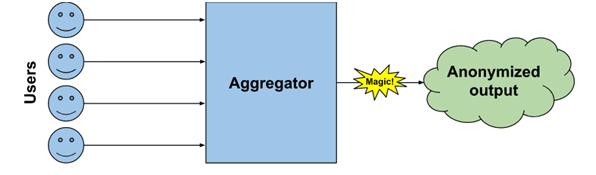 Users
Aggregator
Magic!
Anonymized
output